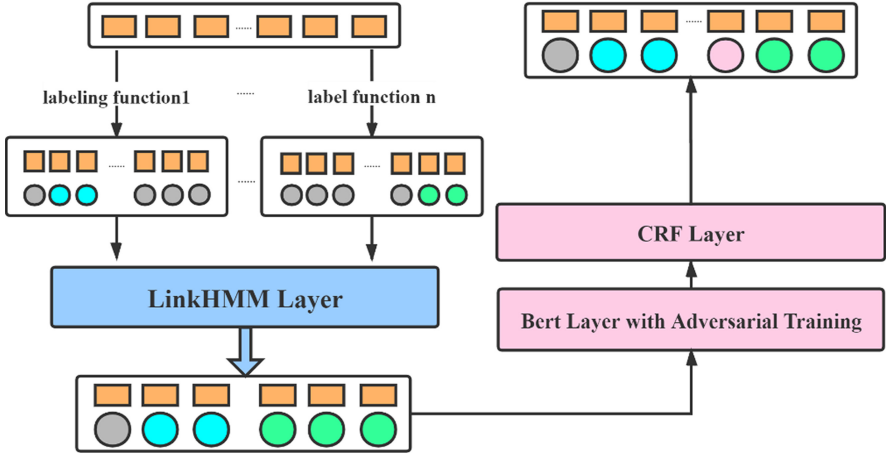 labeling function1
label function n
LinkHMM Layer
CRF Layer
Bert Layer with Adversarial Training